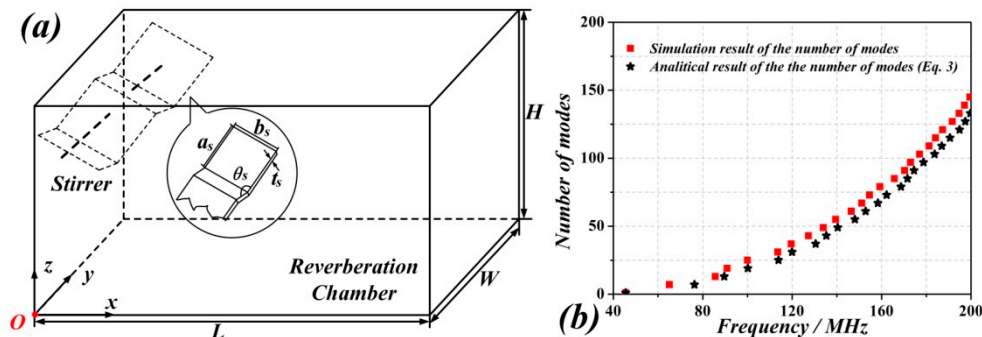 (a)
b_s
a_s
t_s
θ_s
Stirrer
H
z
y
x
O
Reverberation
Chamber
W
L
200
150
100
50
0
Number of modes
Simulation result of the number of modes
Analitical result of the the number of modes (Eq. 3)
40
80
120
160
200
Frequency / MHz
(b)